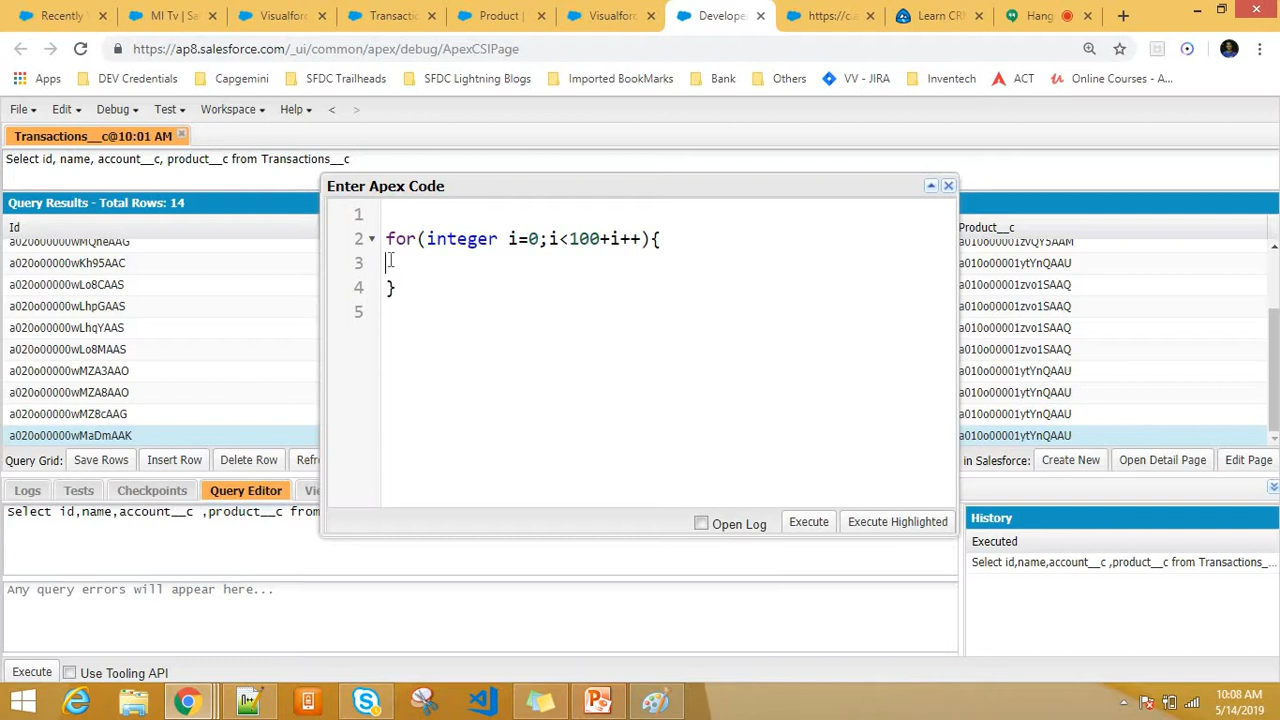 Recently
MI Tv | Sa
Visualforc
Transactic
Product |
Visualforc
Developer
https://c.a
Learn CR
Hang
https://ap8.salesforce.com/_ui/common/apex/debug/ApexCSIPage
Apps
DEV Credentials
Capgemini
SFDC Trailheads
SFDC Lightning Blogs
Imported BookMarks
Bank
Others
VV - JIRA
Inventech
ACT
Online Courses - A...
File
Edit
Debug
Test
Workspace
Help
<
>
Transactions__c@10:01 AM
Select id, name, account__c, product__c from Transactions__c
Enter Apex Code
Query Results - Total Rows: 14
Id
Product__c
a020o00000wKh95AAC
a010o00001zvo1SAAQ
a020o00000wLo8CAAS
a010o00001zvo1SAAQ
a020o00000wLhpGAAS
a010o00001zvo1SAAQ
a020o00000wLhqYAAS
a010o00001zvo1SAAQ
a020o00000wLo8MAAS
a010o00001zvo1SAAQ
a020o00000wMZA3AAO
a010o00001ytYnQAAU
a020o00000wMZA8AAO
a010o00001ytYnQAAU
a020o00000wMZ8cAAG
a010o00001ytYnQAAU
a020o00000wMaDmAAK
a010o00001ytYnQAAU
1
2 for(integer i=0;i<100+i++){
3
4 }
5
Query Grid:
Save Rows
Insert Row
Delete Row
Refr
in Salesforce:
Create New
Open Detail Page
Edit Page
Logs
Tests
Checkpoints
Query Editor
Vi
Select id,name,account__c ,product__c from
Open Log
Execute
Execute Highlighted
History
Executed
Select id,name,account__c ,product__c from Transactions_...
Any query errors will appear here...
Execute
Use Tooling API
10:08 AM
5/14/2019